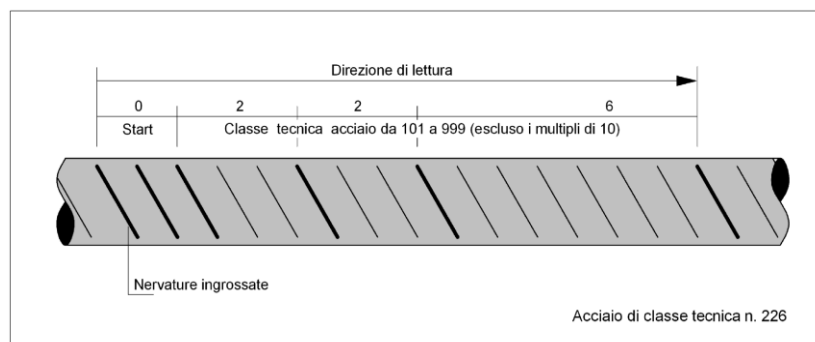 Direzione di lettura
0 2 2 6
Start Classe tecnica acciaio da 101 a 999 (escluso i multipli di 10)
Nervature ingrossate
Acciaio di classe tecnica n. 226